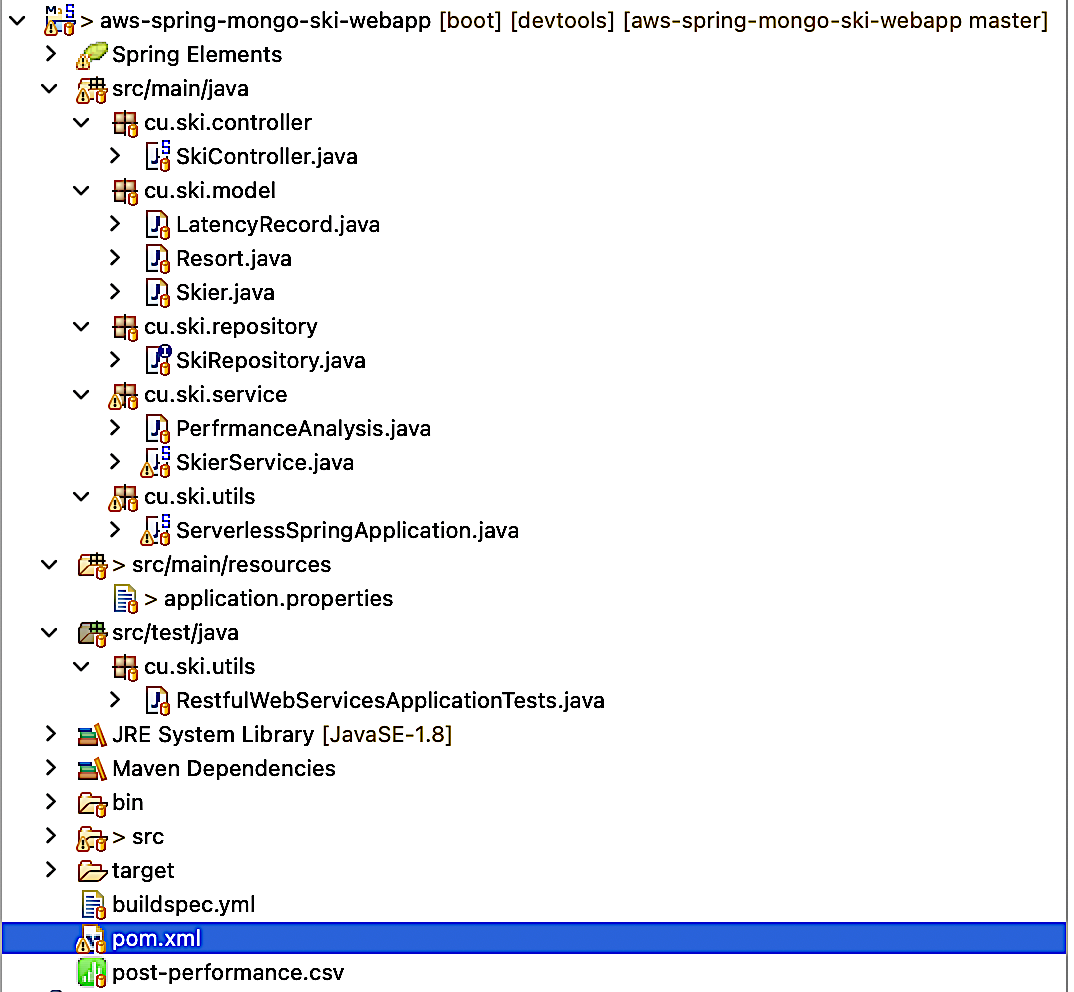 > aws-spring-mongo-ski-webapp [boot] [devtools] [aws-spring-mongo-ski-webapp master]
Spring Elements
src/main/java
cu.ski.controller
SkiController.java
cu.ski.model
LatencyRecord.java
Resort.java
Skier.java
cu.ski.repository
SkiRepository.java
cu.ski.service
PerfrmanceAnalysis.java
SkierService.java
cu.ski.utils
ServerlessSpringApplication.java
> src/main/resources
> application.properties
src/test/java
cu.ski.utils
RestfulWebServicesApplicationTests.java
JRE System Library [JavaSE-1.8]
Maven Dependencies
bin
> src
target
buildspec.yml
pom.xml
post-performance.csv